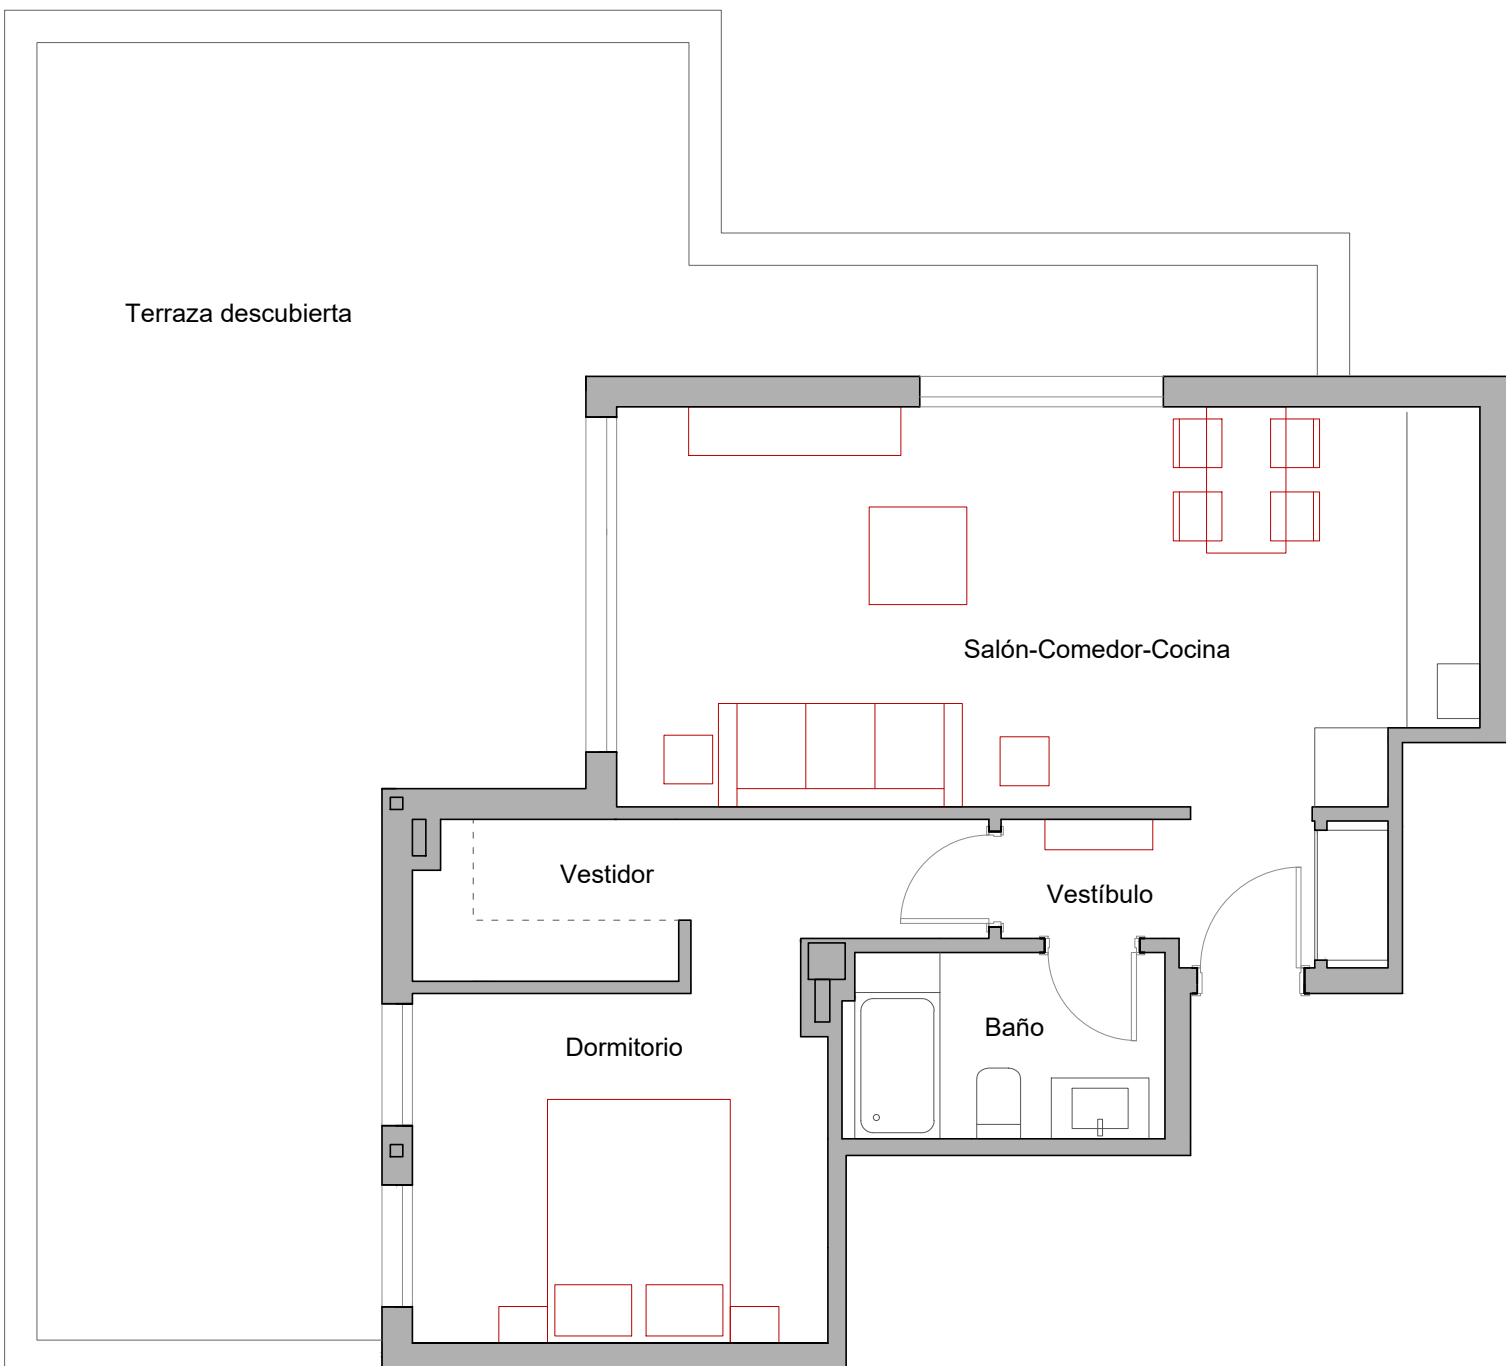 Terraza descubierta
Salón-Comedor-Cocina
Vestidor
Vestíbulo
Baño
Dormitorio